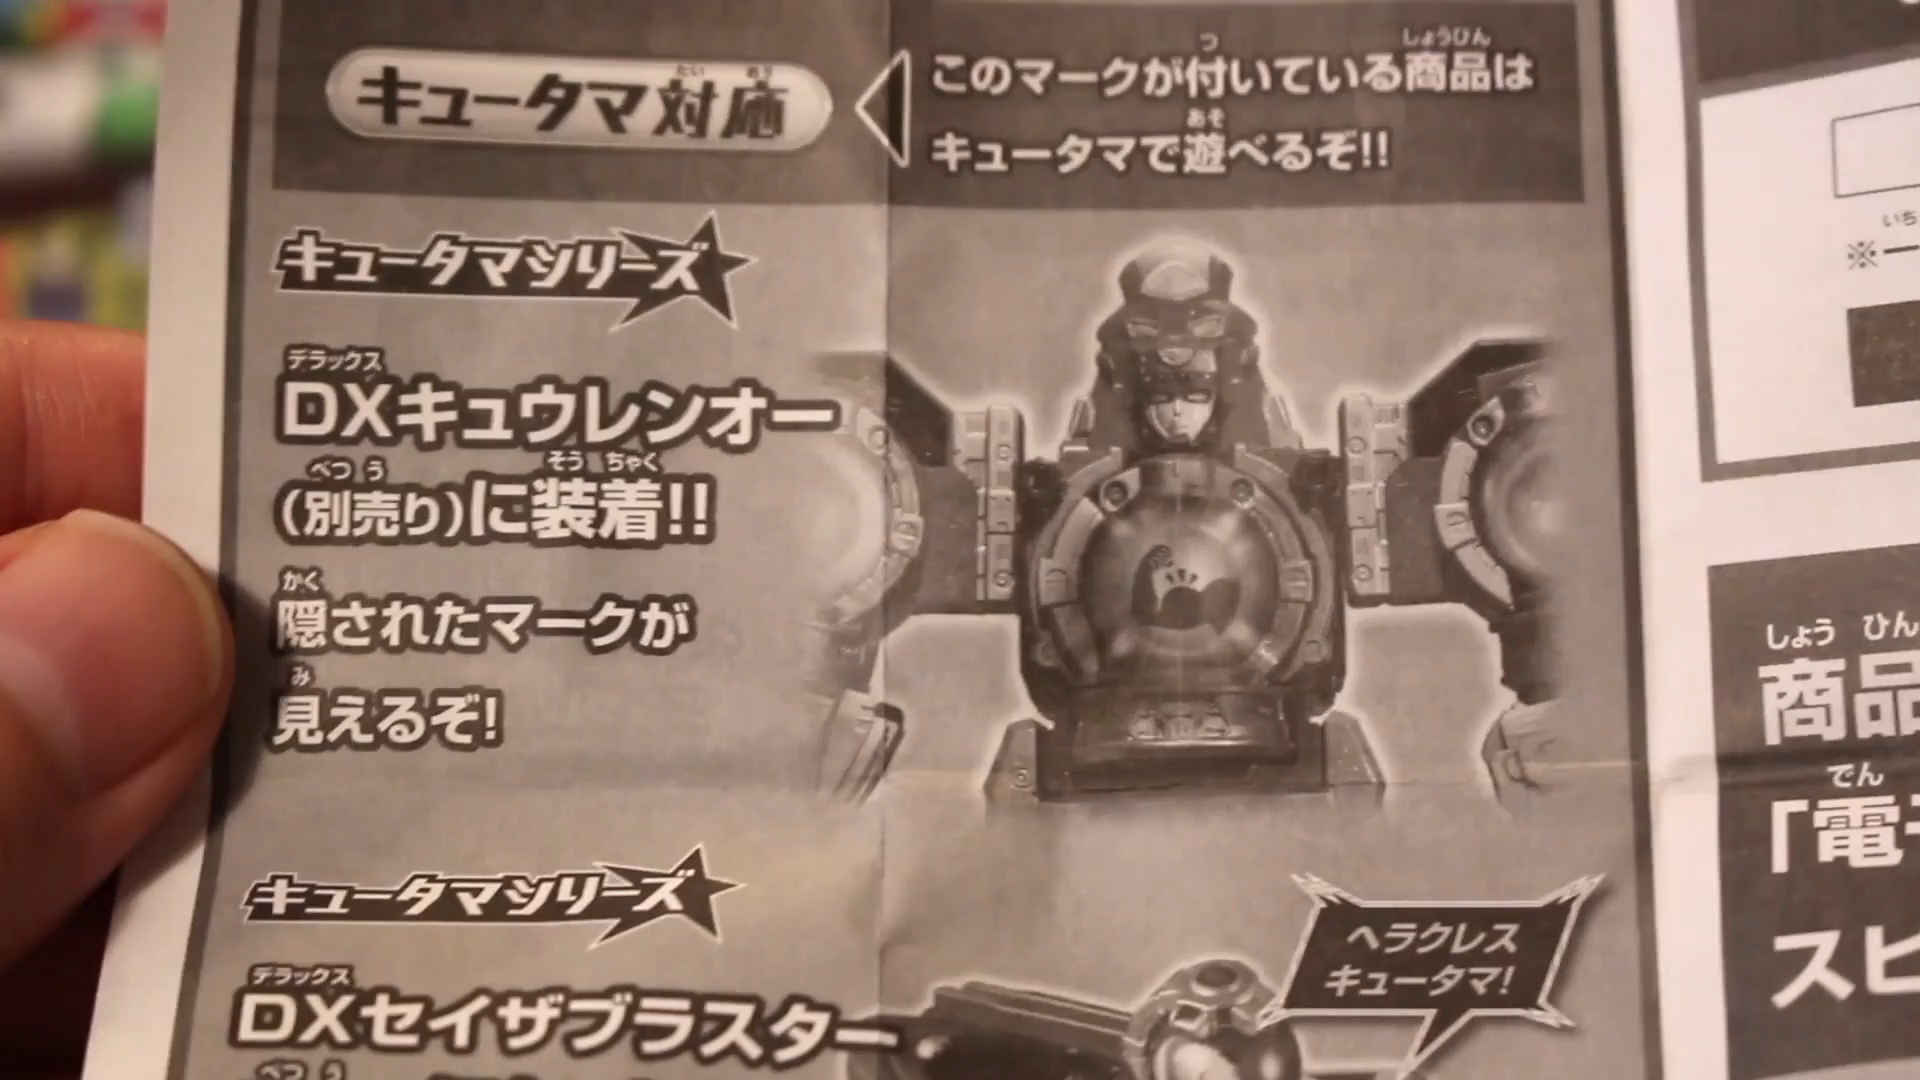 キュータマ対応
このマークが付いている商品は
キュータマで遊べるぞ!!
キュータマシリーズ
DXキュウレンオー
(別売り)に装着!!
隠されたマークが
見えるぞ!
キュータマシリーズ
DXセイザブラスター
ヘラクレス
キュータマ!
※一
商品
「電子
スピ